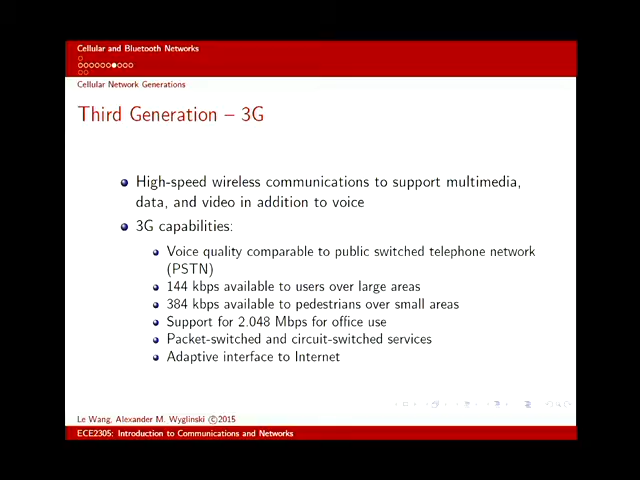 Cellular and Bluetooth Networks
Cellular Network Generations
Third Generation – 3G
High-speed wireless communications to support multimedia,
data, and video in addition to voice
3G capabilities:
Voice quality comparable to public switched telephone network
(PSTN)
144 kbps available to users over large areas
384 kbps available to pedestrians over small areas
Support for 2.048 Mbps for office use
Packet-switched and circuit-switched services
Adaptive interface to Internet
Le Wang, Alexander M. Wyglinski ©2015
ECE2305: Introduction to Communications and Networks